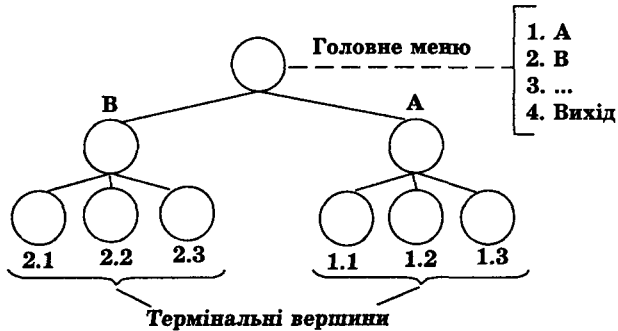 Головне меню
1. А
2. В
3. ...
4. Вихід
В
А
2.1 2.2 2.3
1.1 1.2 1.3
Термінальні вершини